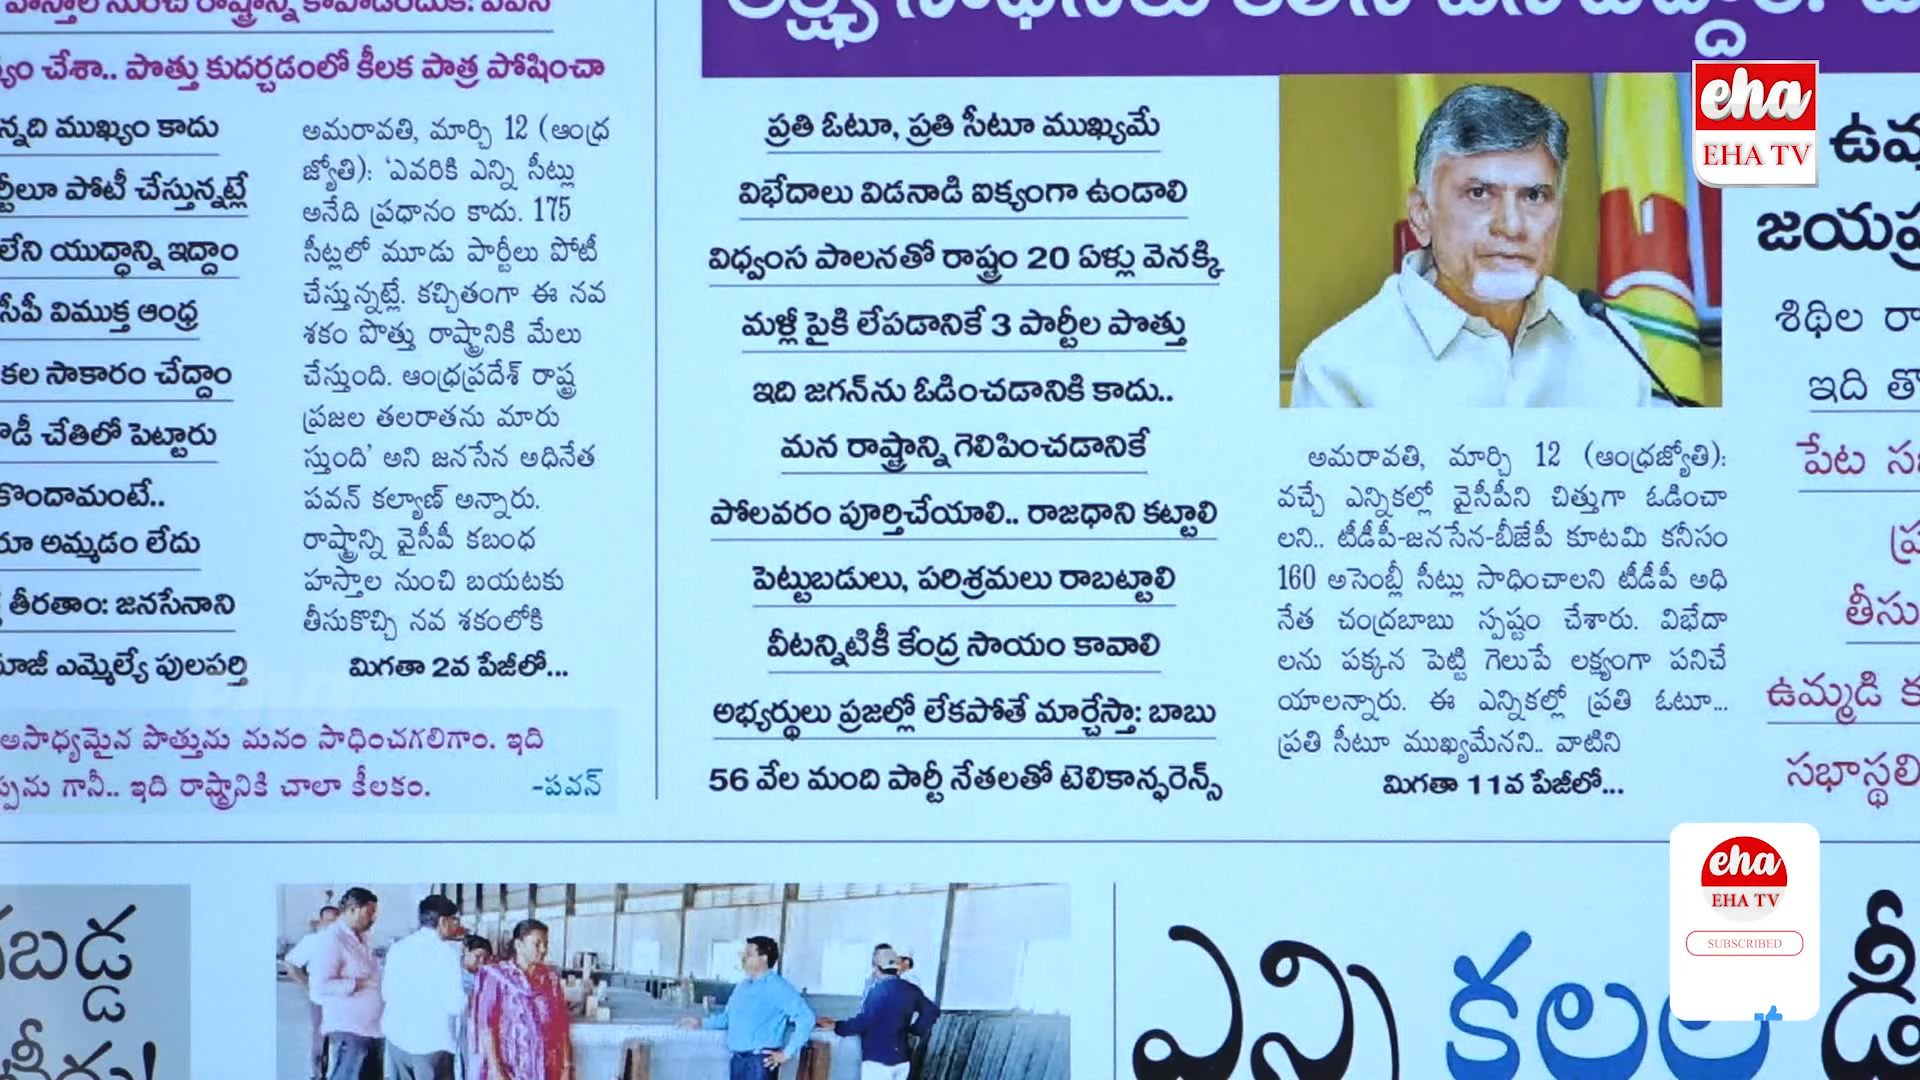 హస్తాల నుంచి రాష్ట్రాన్ని కాపాడేందుకే: పవన్
చేశా.. పొత్తు కుదర్చడంలో కీలక పాత్ర పోషించా
ముఖ్యం కాదు
పోటీ చేస్తున్నట్లే
లేని యుద్ధాన్ని ఇద్దాం
విముక్త ఆంధ్ర
కల సాకారం చేద్దాం
చేతిలో పెట్టారు
కొందామంటే..
అమ్మడం లేదు
తీరతాం: జనసేనాని
ఎమ్మెల్యే పులపర్తి
అమరావతి, మార్చి 12 (ఆంధ్ర
జ్యోతి): ‘ఎవరికి ఎన్ని సీట్లు
అనేది ప్రధానం కాదు. 175
సీట్లలో మూడు పార్టీలు పోటీ
చేస్తున్నట్లే. కచ్చితంగా ఈ నవ
శకం పొత్తు రాష్ట్రానికి మేలు
చేస్తుంది. ఆంధ్రప్రదేశ్ రాష్ట్ర
ప్రజల తలరాతను మారు
స్తుంది’ అని జనసేన అధినేత
పవన్ కల్యాణ్ అన్నారు.
రాష్ట్రాన్ని వైసీపీ కబంధ
హస్తాల నుంచి బయటకు
తీసుకొచ్చి నవ శకంలోకి
మిగతా 2వ పేజీలో...
అసాధ్యమైన పొత్తును మనం సాధించగలిగాం. ఇది
గానీ.. ఇది రాష్ట్రానికి చాలా కీలకం.
-పవన్
ప్రతి ఓటూ, ప్రతి సీటూ ముఖ్యమే
విభేదాలు విడనాడి ఐక్యంగా ఉండాలి
విధ్వంస పాలనతో రాష్ట్రం 20 ఏళ్లు వెనక్కి
మళ్లీ పైకి లేపడానికే 3 పార్టీల పొత్తు
ఇది జగన్‌ను ఓడించడానికి కాదు..
మన రాష్ట్రాన్ని గెలిపించడానికే
పోలవరం పూర్తిచేయాలి.. రాజధాని కట్టాలి
పెట్టుబడులు, పరిశ్రమలు రాబట్టాలి
వీటన్నిటికీ కేంద్ర సాయం కావాలి
అభ్యర్థులు ప్రజల్లో లేకపోతే మార్చేస్తా: బాబు
56 వేల మంది పార్టీ నేతలతో టెలికాన్ఫరెన్స్
అమరావతి, మార్చి 12 (ఆంధ్రజ్యోతి):
వచ్చే ఎన్నికల్లో వైసీపీని చిత్తుగా ఓడించా
లని.. టీడీపీ-జనసేన-బీజేపీ కూటమి కనీసం
160 అసెంబ్లీ సీట్లు సాధించాలని టీడీపీ అధి
నేత చంద్రబాబు స్పష్టం చేశారు. విభేదా
లను పక్కన పెట్టి గెలుపే లక్ష్యంగా పనిచే
యాలన్నారు. ఈ ఎన్నికల్లో ప్రతి ఓటూ...
ప్రతి సీటూ ముఖ్యమేనని.. వాటిని
మిగతా 11వ పేజీలో...
eha
EHA TV
శిథిల
ఇది
పేట
ఉమ్మడి
eha
EHA TV
SUBSCRIBED
ఎన్ని కలల